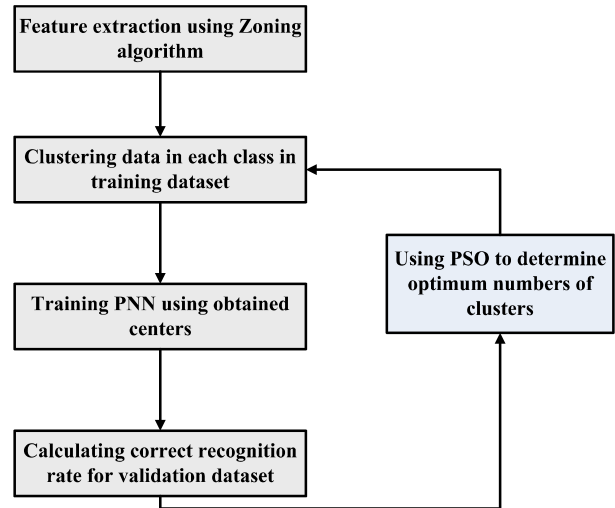 Feature extraction using Zoning
algorithm
Clustering data in each class in
training dataset
Using PSO to determine
optimum numbers of
clusters
Training PNN using obtained
centers
Calculating correct recognition
rate for validation dataset